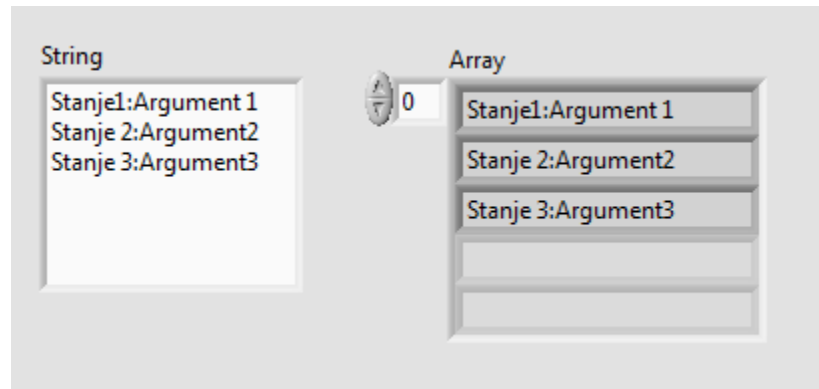 String
Stanje1:Argument 1
Stanje 2:Argument2
Stanje 3:Argument3
Array
0
Stanje1:Argument 1
Stanje 2:Argument2
Stanje 3:Argument3